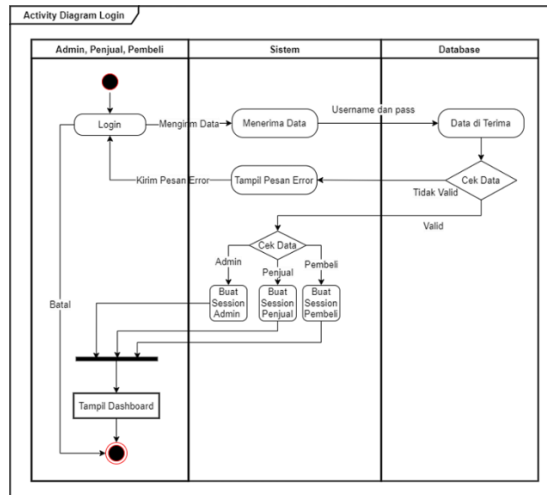 Activity Diagram Login
Admin, Penjual, Pembeli
Sistem
Database
Login
Mengirim Data
Menerima Data
Username dan pass
Data di Terima
Kirim Pesan Error
Tampil Pesan Error
Tidak Valid
Cek Data
Valid
Cek Data
Admin
Penjual
Pembeli
Batal
Buat
Session
Admin
Buat
Session
Penjual
Buat
Session
Pembeli
Tampil Dashboard